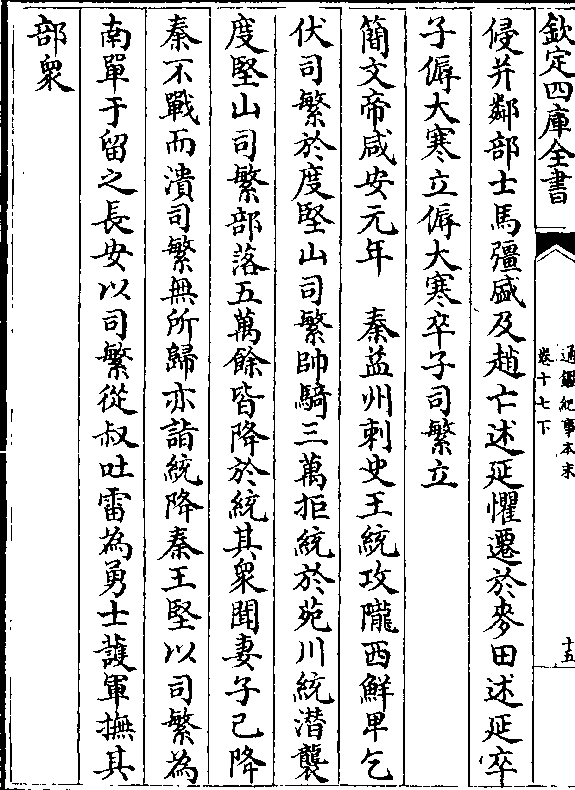 欽定四庫全書
通鑑紀事本末
卷十七下
十五
侵并鄰部士馬彊盛及趙亡述延懼遷於麥田述延卒
子傉大寒立傉大寒卒子司繁立
簡文帝咸安元年　秦益州刺史王統攻隴西鮮卑乞
伏司繁於度堅山司繁帥騎三萬拒統於苑川統潛襲
度堅山司繁部落五萬餘皆降於統其衆聞妻子已降
秦不戰而潰司繁無所歸亦詣統降秦王堅以司繁為
南單于留之長安以司繁從叔吐雷為勇士護軍撫其
部衆